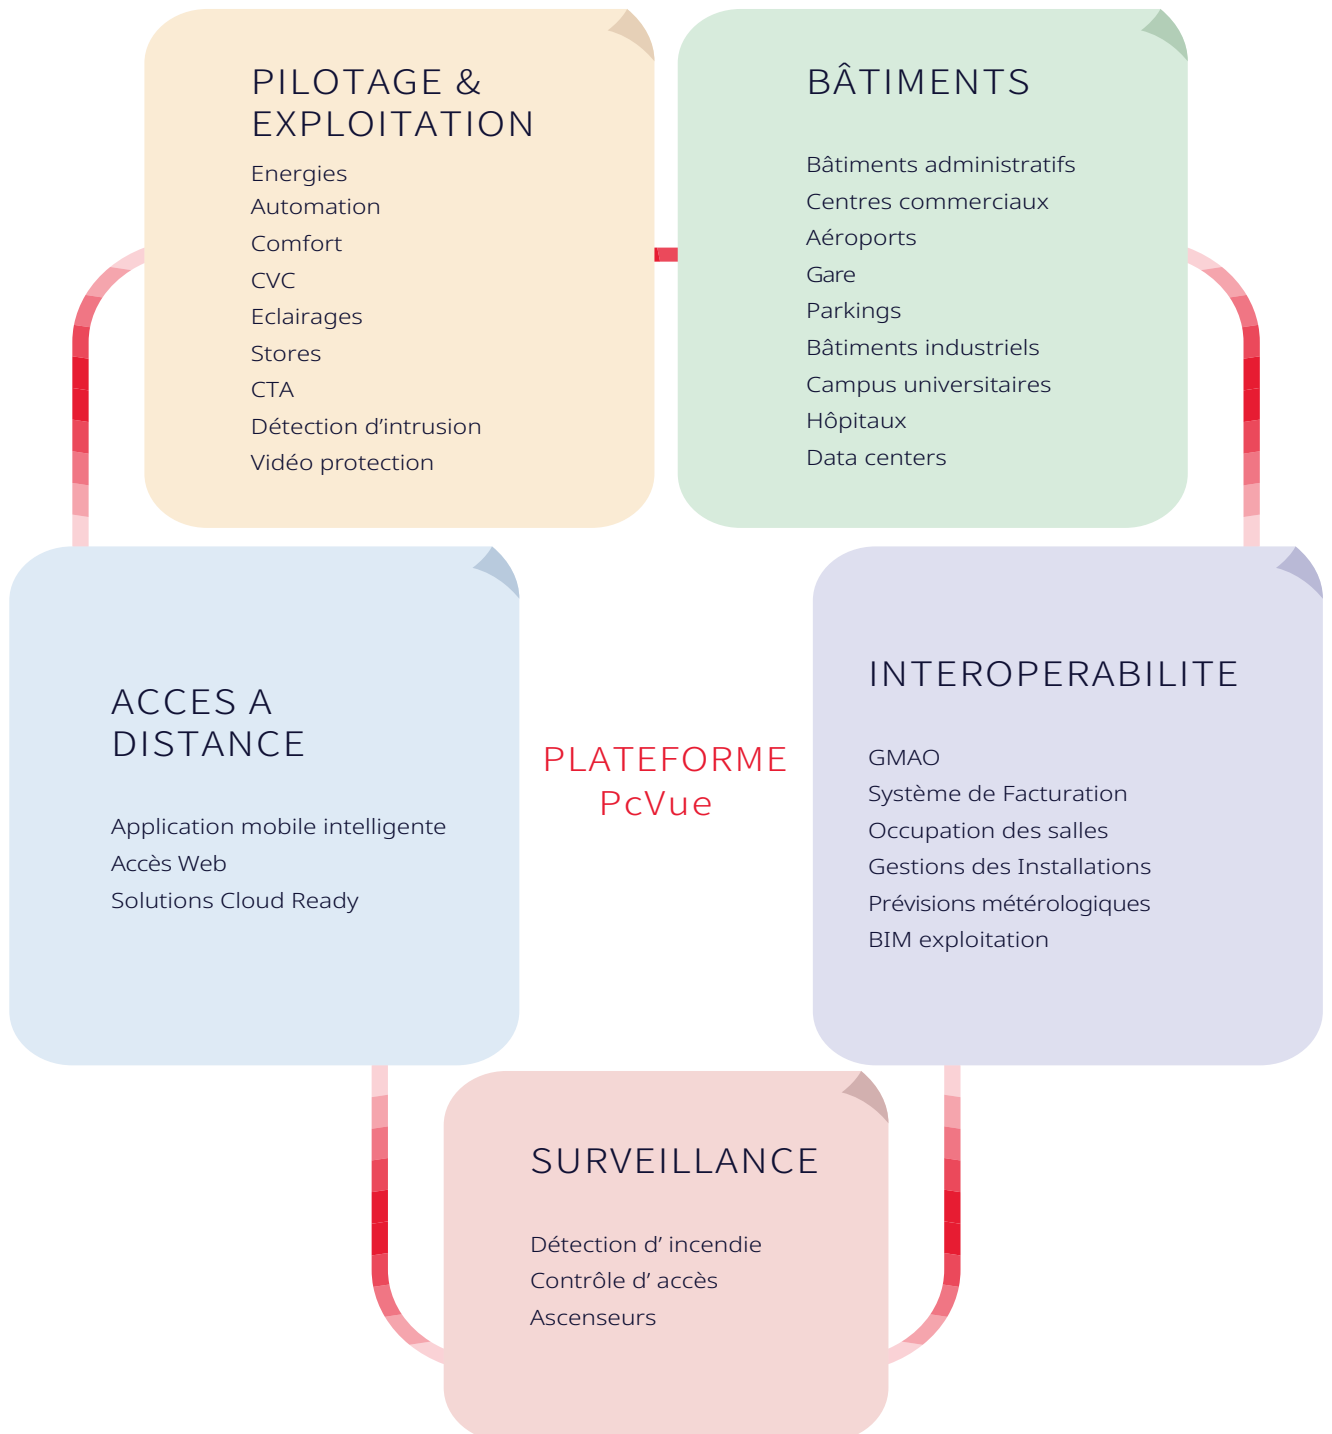 PILOTAGE &
EXPLOITATION
Energies
Automation
Comfort
CVC
Eclairages
Stores
CTA
Détection d’intrusion
Vidéo protection
BÂTIMENTS
Bâtiments administratifs
Centres commerciaux
Aéroports
Gare
Parkings
Bâtiments industriels
Campus universitaires
Hôpitaux
Data centers
ACCES A
DISTANCE
Application mobile intelligente
Accès Web
Solutions Cloud Ready
PLATEFORME
PcVue
INTEROPERABILITE
GMAO
Système de Facturation
Occupation des salles
Gestions des Installations
Prévisions métérologiques
BIM exploitation
SURVEILLANCE
Détection d’ incendie
Contrôle d’ accès
Ascenseurs